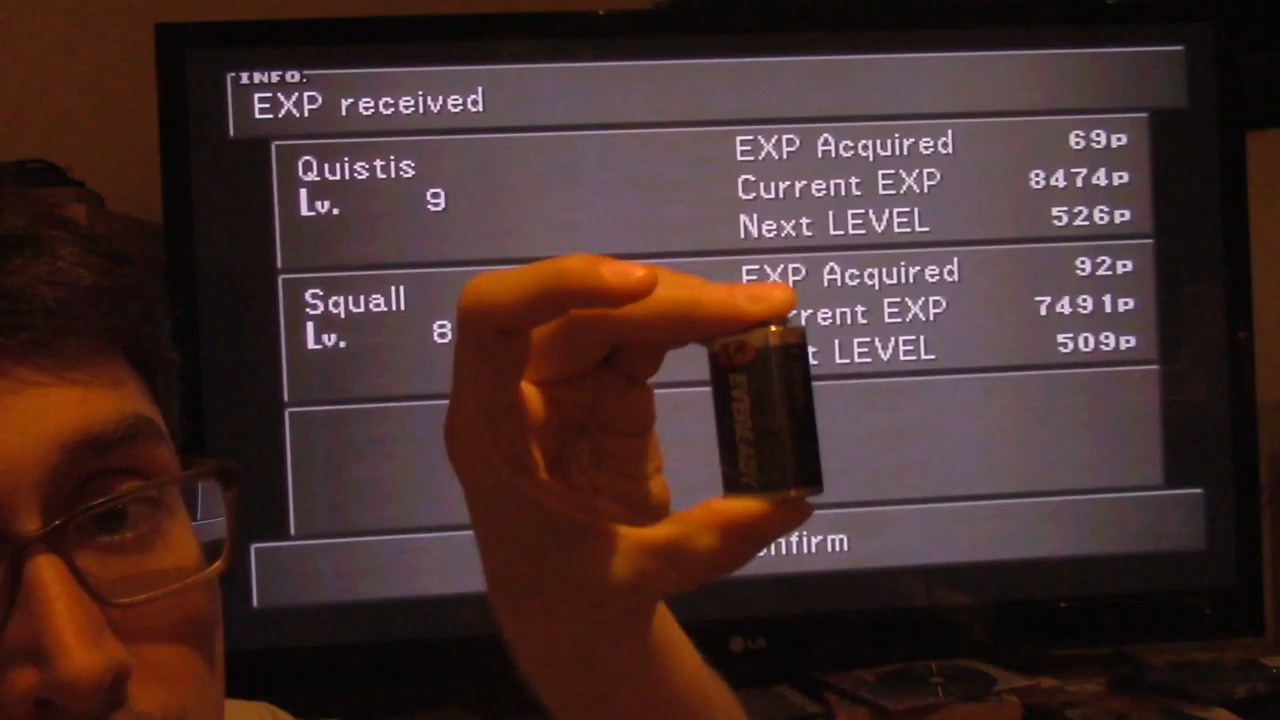 INFO.
EXP received
Quistis
Lv. 9
EXP Acquired 69p
Current EXP 8474p
Next LEVEL 526p
Squall
Lv. 8
EXP Acquired 92p
rrent EXP 7491p
t LEVEL 509p
EVEREADY
nfirm
LG